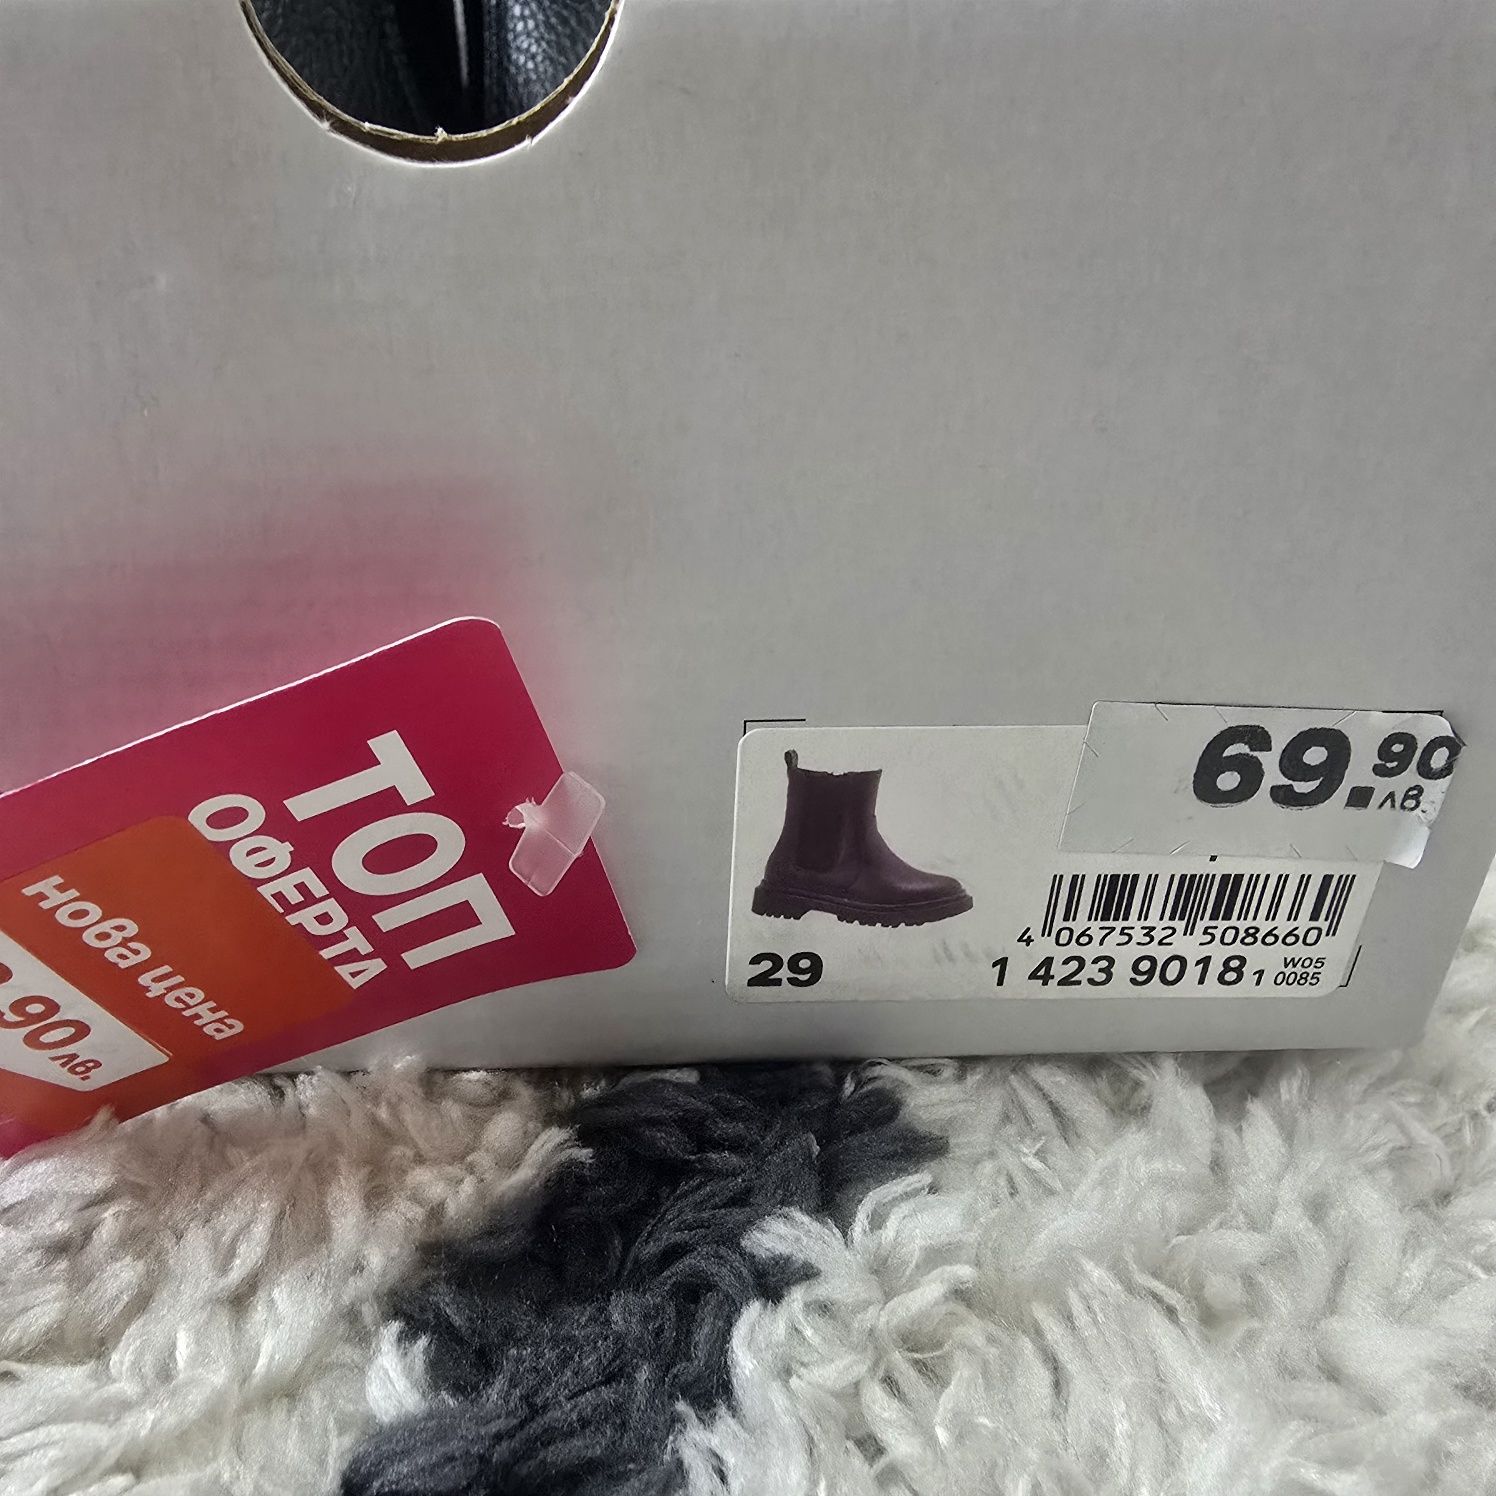 ТОП
ОФЕРТА
нова цена
.90лв.
69.90
лв.
4 067532 508660
29
1 423 9018 1 W05
0085